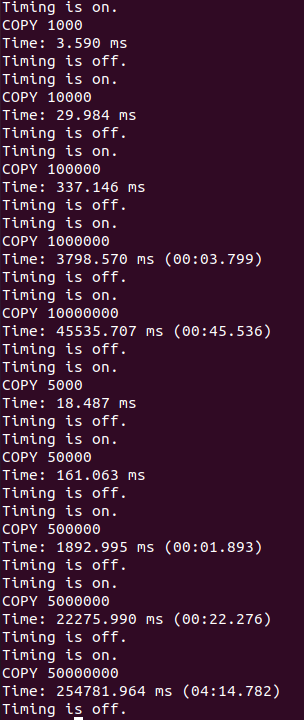 Timing is on.
COPY 1000
Time: 3.590 ms
Timing is off.
Timing is on.
COPY 10000
Time: 29.984 ms
Timing is off.
Timing is on.
COPY 100000
Time: 337.146 ms
Timing is off.
Timing is on.
COPY 1000000
Time: 3798.570 ms (00:03.799)
Timing is off.
Timing is on.
COPY 10000000
Time: 45535.707 ms (00:45.536)
Timing is off.
Timing is on.
COPY 5000
Time: 18.487 ms
Timing is off.
Timing is on.
COPY 50000
Time: 161.063 ms
Timing is off.
Timing is on.
COPY 500000
Time: 1892.995 ms (00:01.893)
Timing is off.
Timing is on.
COPY 5000000
Time: 22275.990 ms (00:22.276)
Timing is off.
Timing is on.
COPY 50000000
Time: 254781.964 ms (04:14.782)
Timing is off.